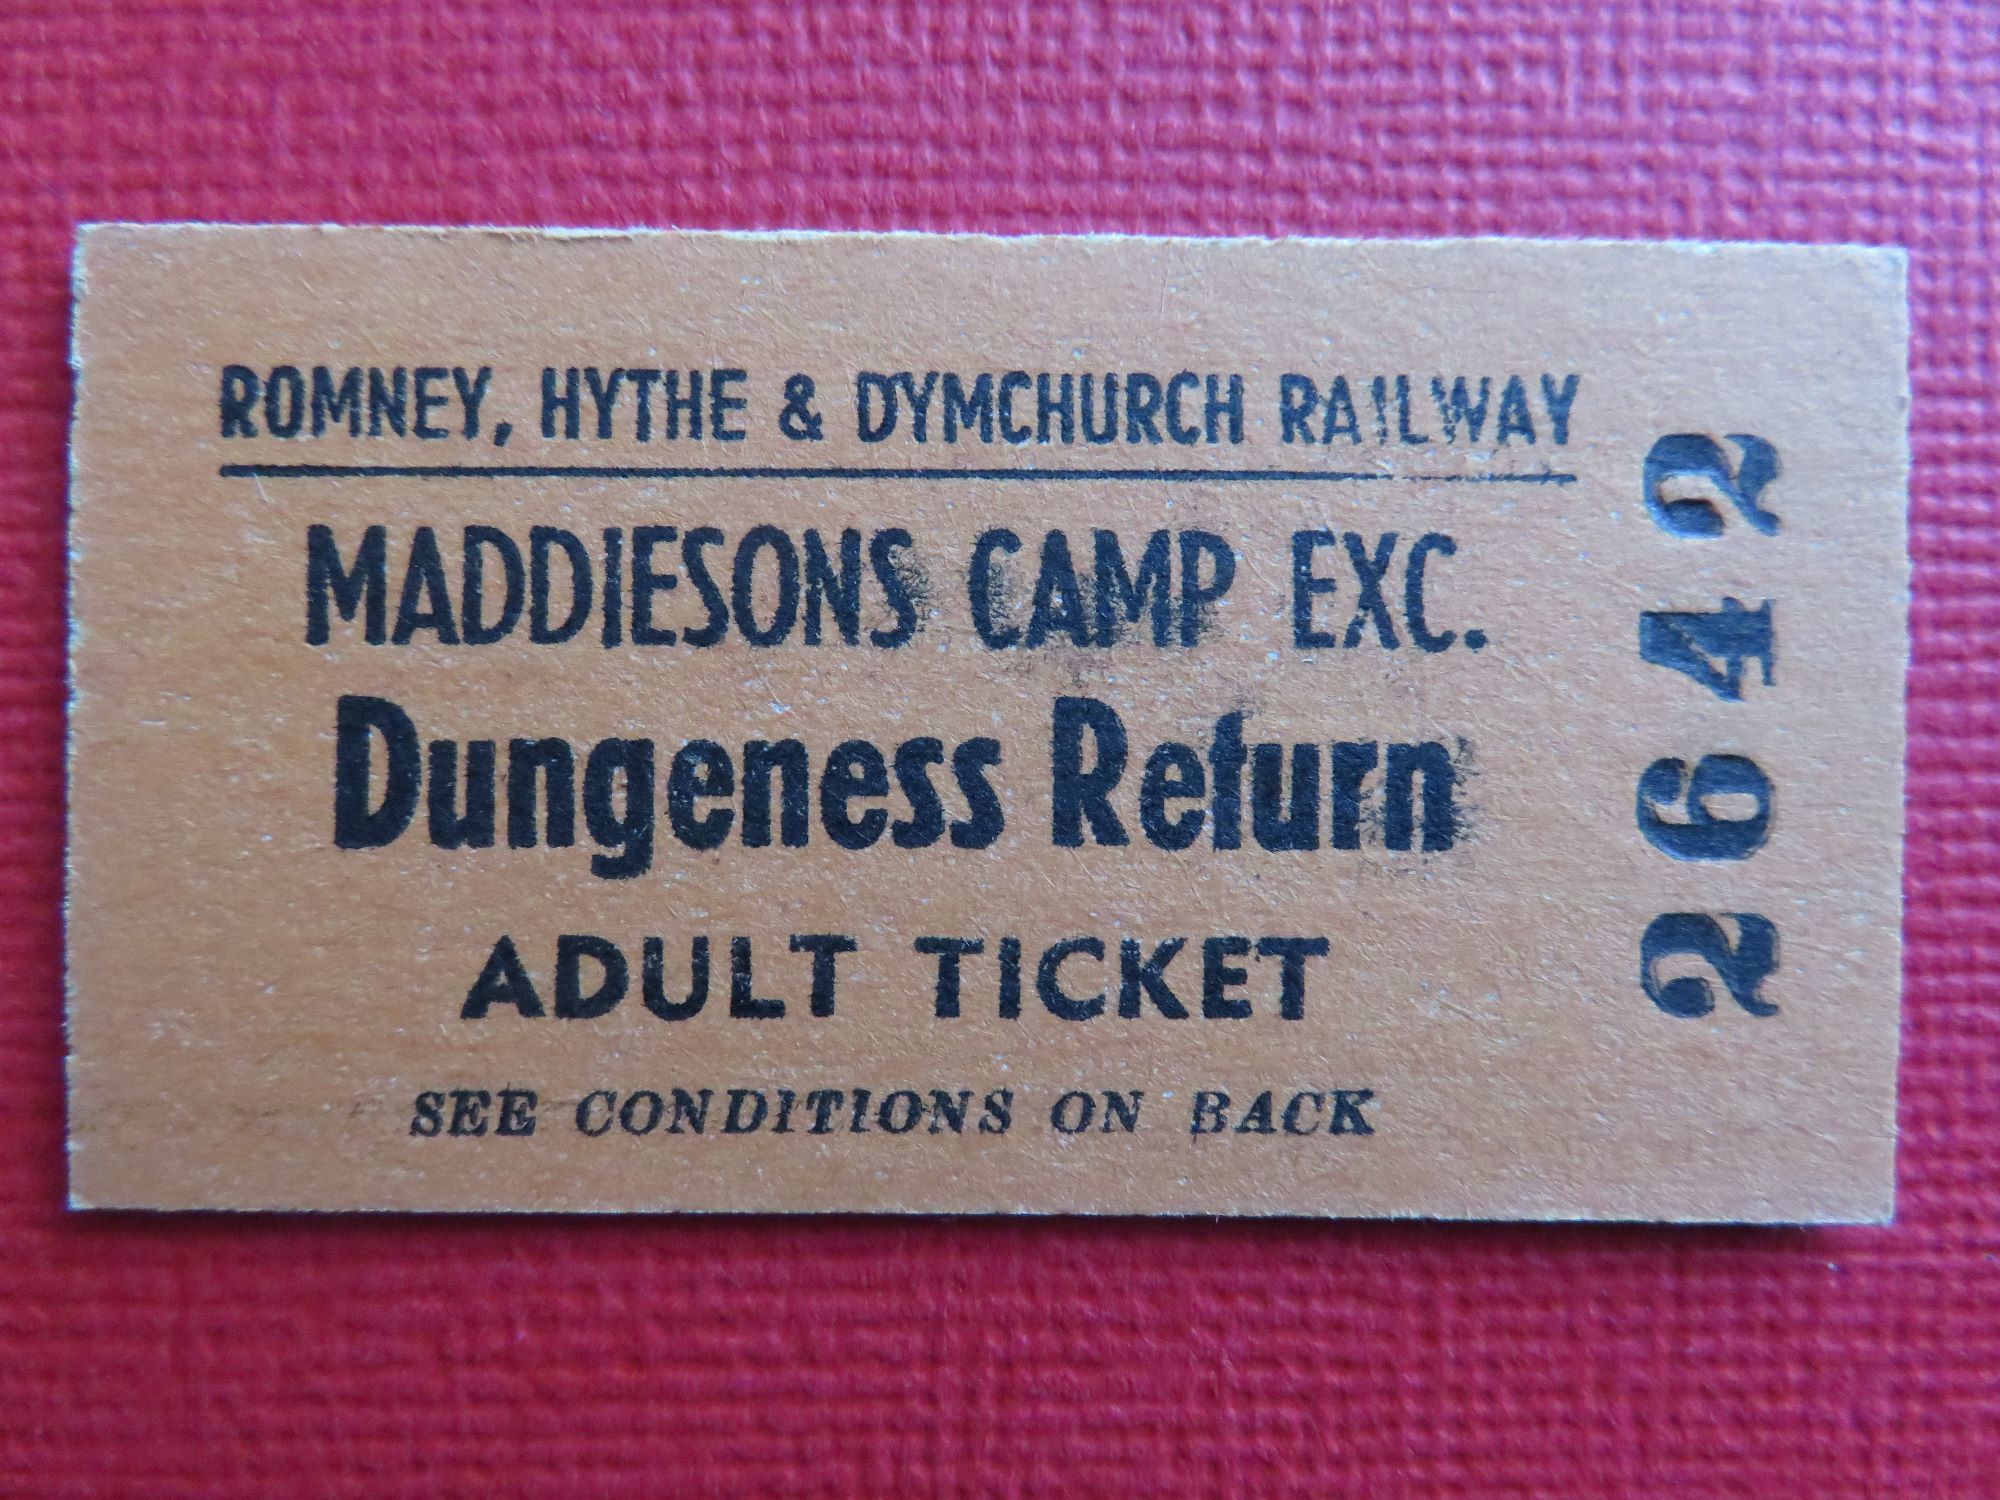 ROMNEY, HYTHE & DYMCHURCH RAILWAY
MADDIESONS CAMP EXC.
Dungeness Return
ADULT TICKET
SEE CONDITIONS ON BACK
2642